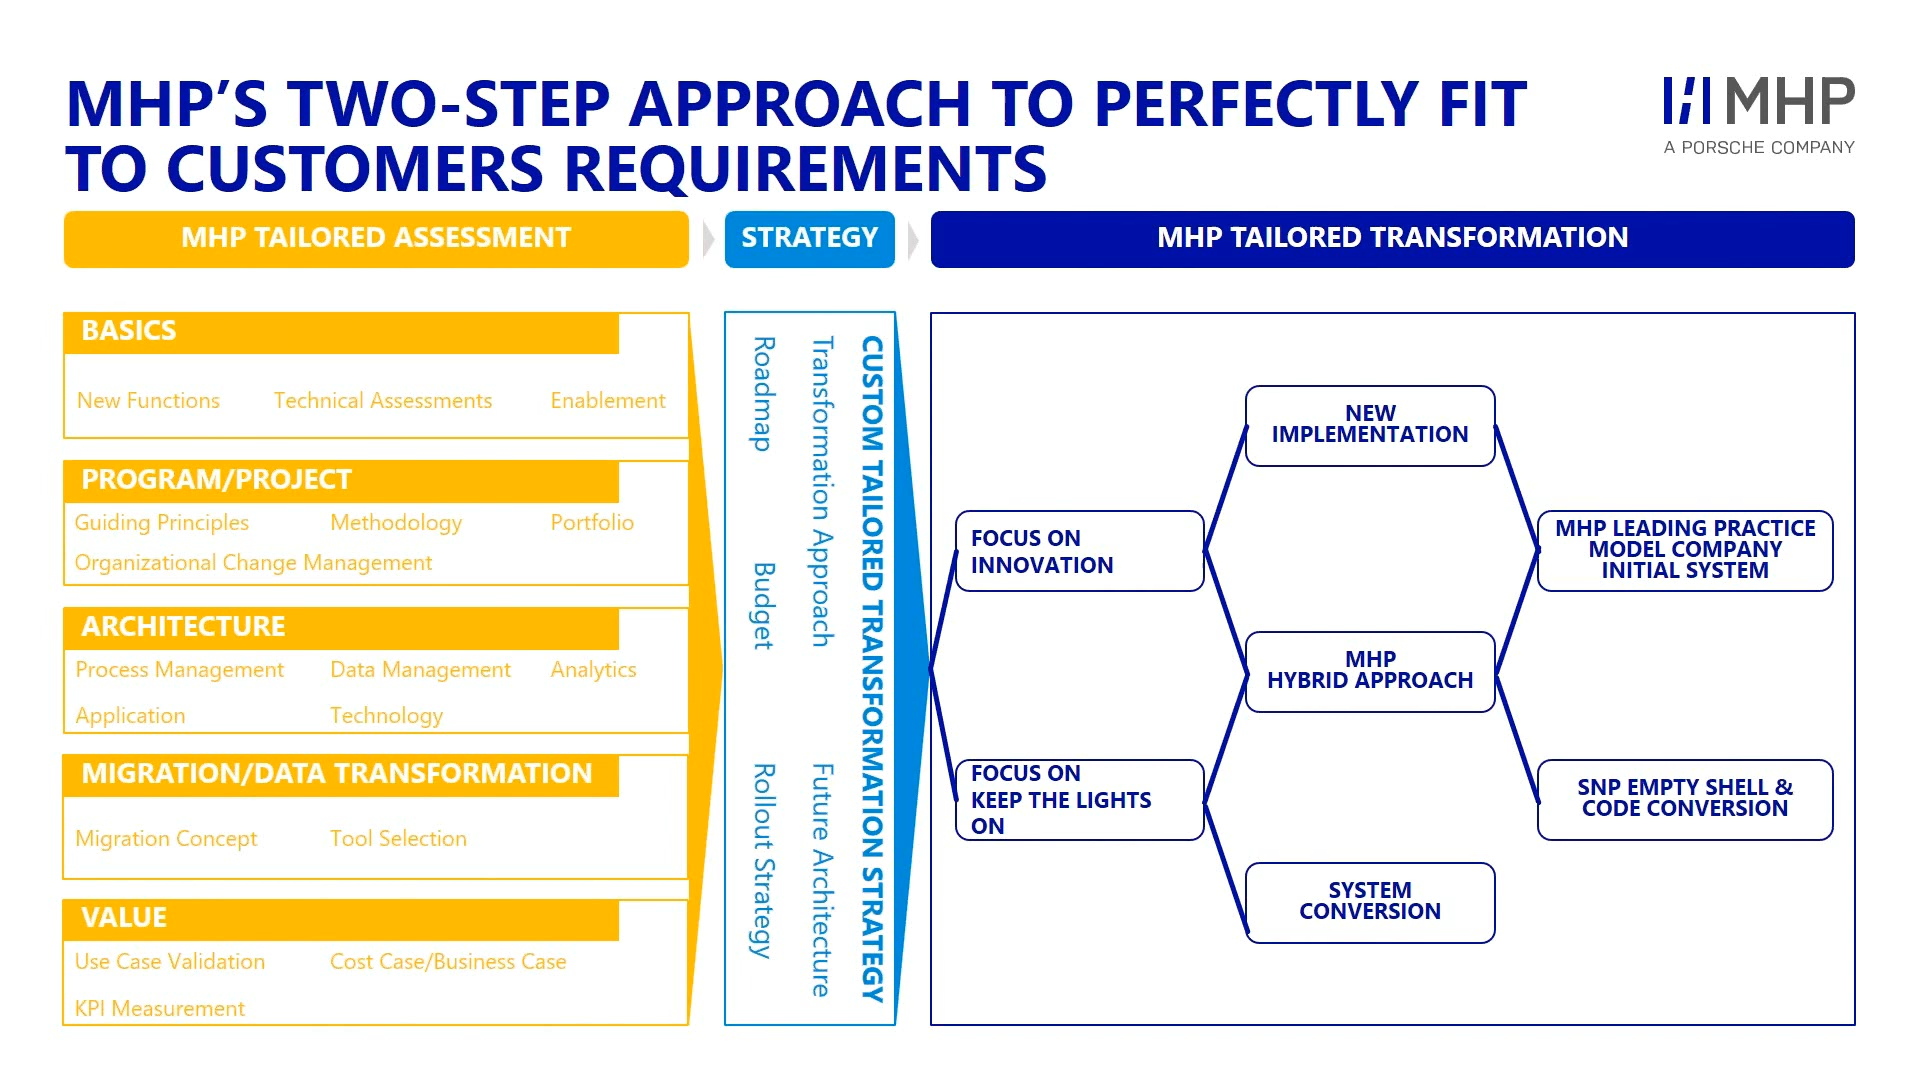 MHP’S TWO-STEP APPROACH TO PERFECTLY FIT
TO CUSTOMERS REQUIREMENTS
MHP
A PORSCHE COMPANY
MHP TAILORED ASSESSMENT
STRATEGY
MHP TAILORED TRANSFORMATION
BASICS
New Functions
Technical Assessments
Enablement
PROGRAM/PROJECT
Guiding Principles
Methodology
Portfolio
Organizational Change Management
ARCHITECTURE
Process Management
Data Management
Analytics
Application
Technology
MIGRATION/DATA TRANSFORMATION
Migration Concept
Tool Selection
VALUE
Use Case Validation
Cost Case/Business Case
KPI Measurement
CUSTOM TAILORED TRANSFORMATION STRATEGY
Transformation Approach
Future Architecture
Roadmap
Budget
Rollout Strategy
FOCUS ON
INNOVATION
FOCUS ON
KEEP THE LIGHTS
ON
NEW
IMPLEMENTATION
MHP
HYBRID APPROACH
SYSTEM
CONVERSION
MHP LEADING PRACTICE
MODEL COMPANY
INITIAL SYSTEM
SNP EMPTY SHELL &
CODE CONVERSION